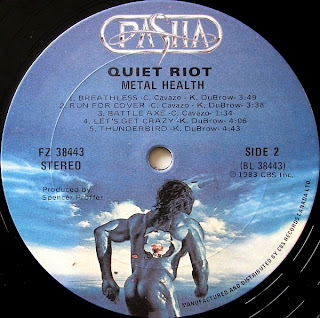 PASHA
QUIET RIOT
METAL HEALTH
1. BREATHLESS -C. Cavazo- K. DuBrow- 3:49
2. RUN FOR COVER -C. Cavazo- K. DuBrow- 3:38
3. BATTLE AXE -C. Cavazo- 1:34
4. LET'S GET CRAZY -K. DuBrow- 4:06
5. THUNDERBIRD -K. DuBrow- 4:43
FZ 38443
STEREO
SIDE 2
(BL 38443)
Ⓟ 1983 CBS Inc.
Produced by
Spencer Proffer
MANUFACTURED AND DISTRIBUTED BY CBS RECORDS CANADA LTD.